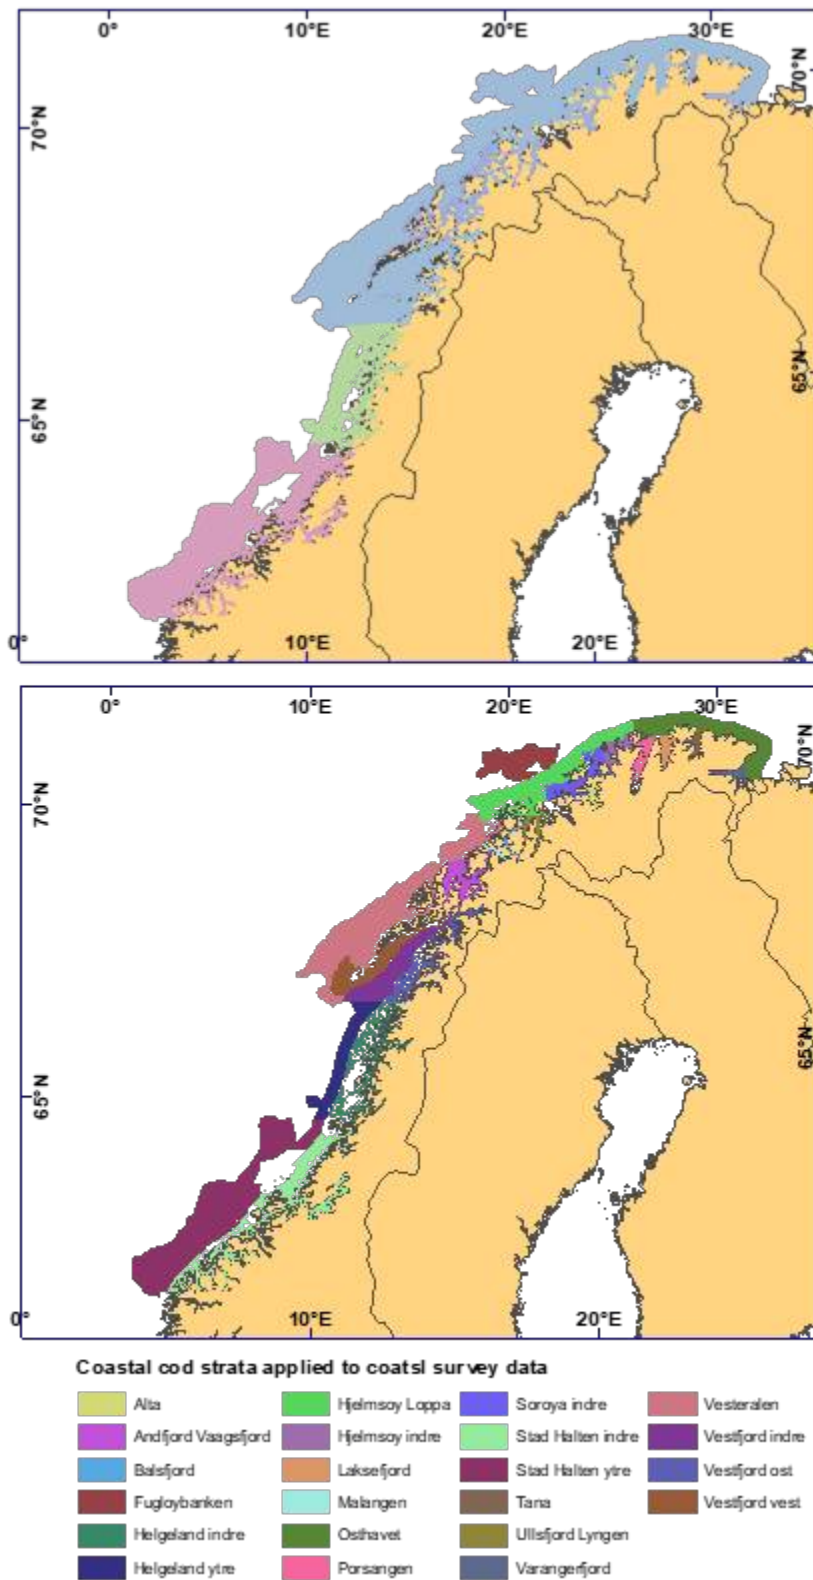 0° 10°E 20°E 30°E
70°N
70°N
65°N
65°N
0° 10°E 20°E
0° 10°E 20°E 30°E
70°N
70°N
65°N
65°N
0° 10°E 20°E
Coastal cod strata applied to coatsl survey data
Alta Hjelmsoy Loppa Soroya indre Vesteralen
Andfjord Vaagsfjord Hjelmsoy indre Stad Halten indre Vestfjord indre
Balsfjord Laksefjord Stad Halten ytre Vestfjord ost
Fugloybanken Malangen Tana Vestfjord vest
Helgeland indre Osthavet Ullsfjord Lyngen
Helgeland ytre Porsangen Varangerfjord